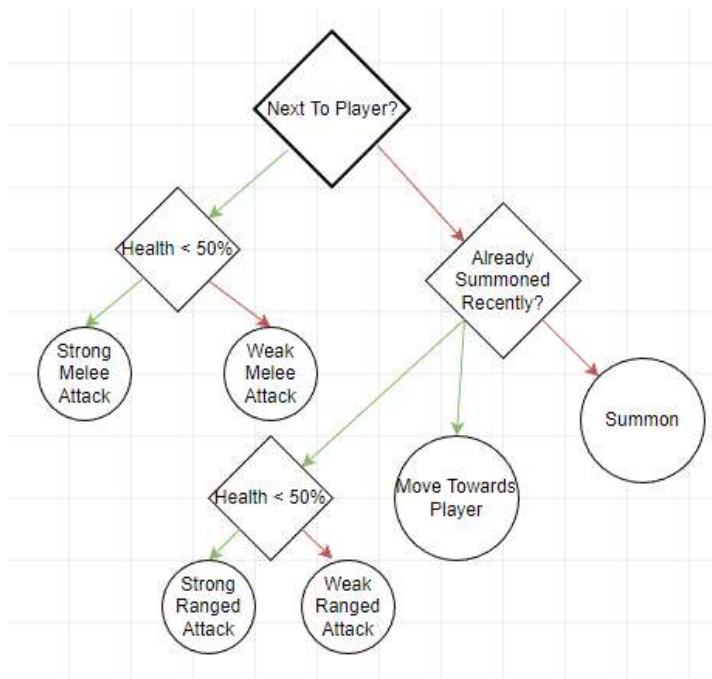 Next To Player?
Health < 50%
Already
Summoned
Recently?
Strong
Melee
Attack
Weak
Melee
Attack
Summon
Health < 50%
Move Towards
Player
Strong
Ranged
Attack
Weak
Ranged
Attack